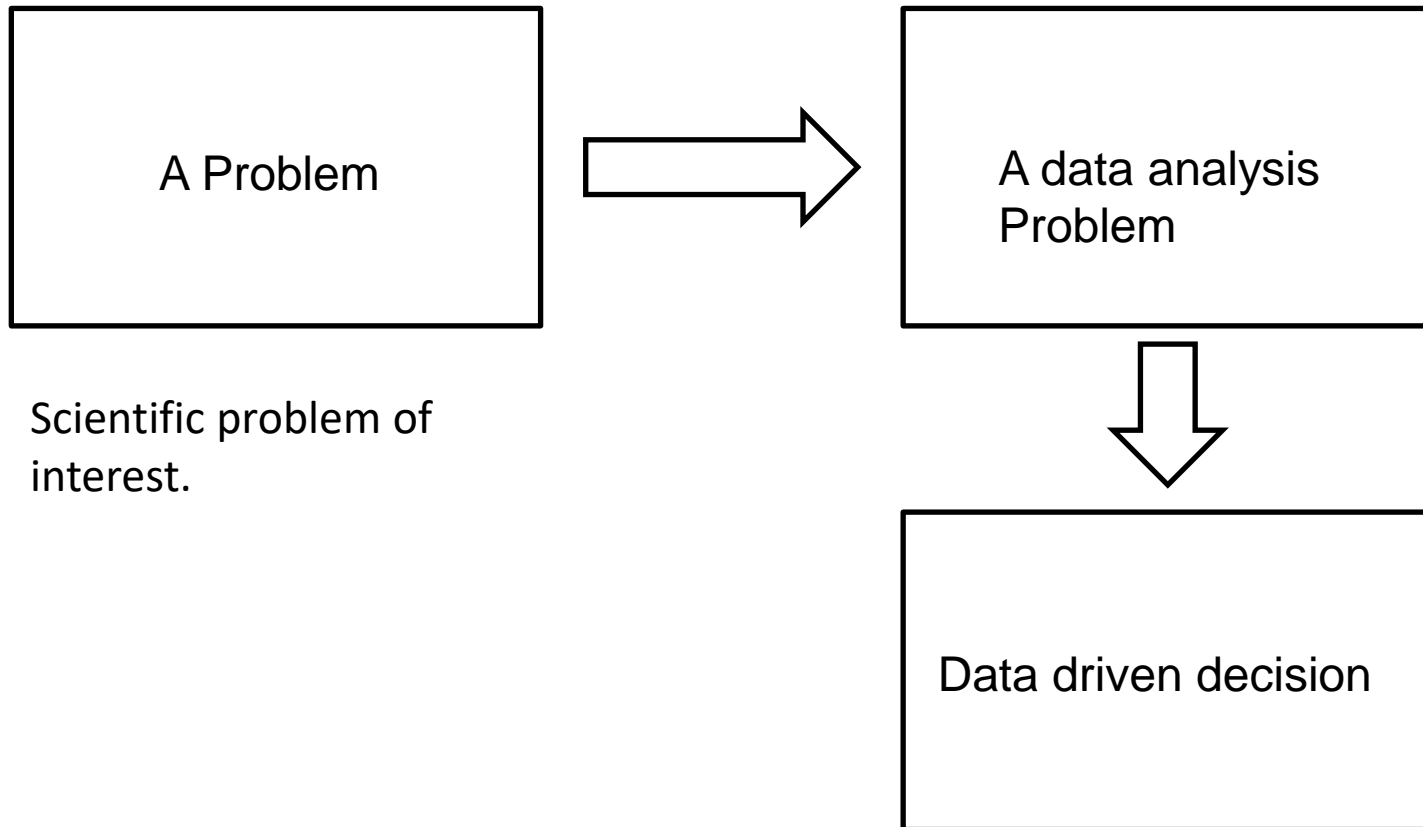 A Problem
A data analysis
Problem
Scientific problem of
interest.
Data driven decision